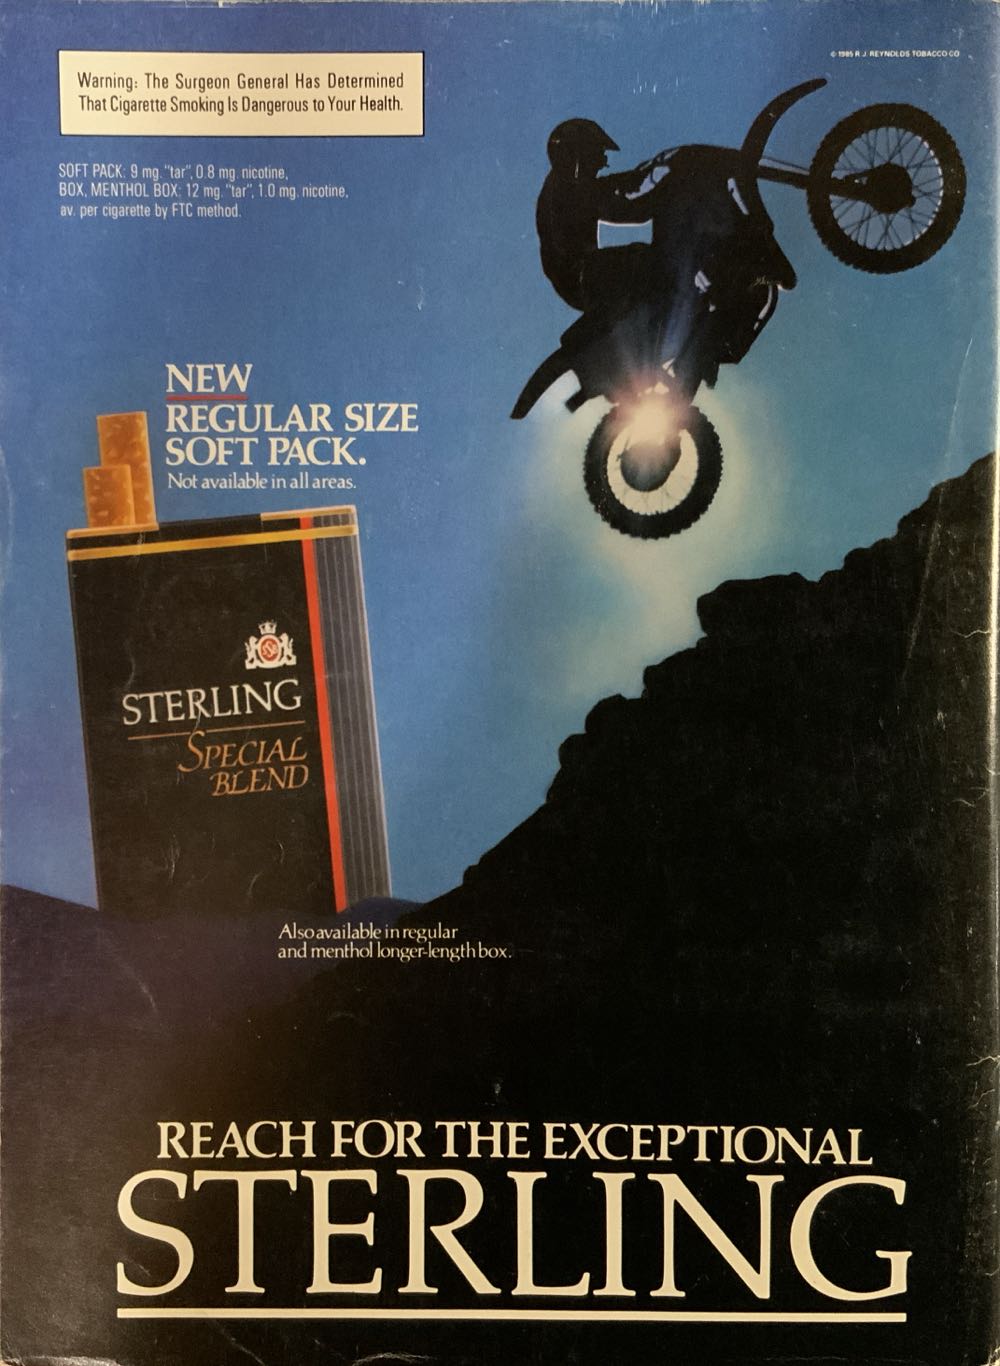 © 1985 R.J. REYNOLDS TOBACCO CO
Warning: The Surgeon General Has Determined
That Cigarette Smoking Is Dangerous to Your Health.
SOFT PACK: 9 mg. "tar", 0.8 mg. nicotine,
BOX, MENTHOL BOX: 12 mg. "tar", 1.0 mg. nicotine,
av. per cigarette by FTC method.
NEW
REGULAR SIZE
SOFT PACK.
Not available in all areas.
STERLING
SPECIAL
BLEND
Also available in regular
and menthol longer-length box.
REACH FOR THE EXCEPTIONAL
STERLING